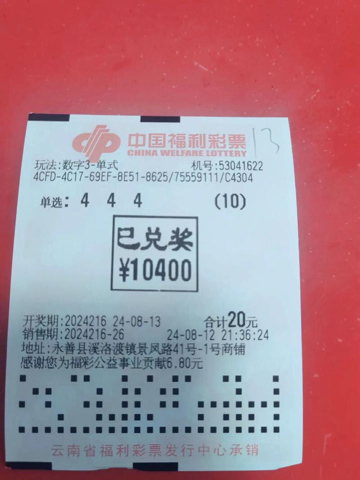 中国福利彩票
CHINA WELFARE LOTTERY
13
玩法:数字3-单式 机号:53041622
4CFD-4C17-69EF-8E51-8625/75559111/C4304
单选: 4 4 4 (10)
已兑奖
¥10400
开奖期:2024216 24-08-13 合计20元
销售期:2024216-26 24-08-12 21:36:24
地址:永善县溪洛渡镇景风路41号-1号商铺
感谢您为福彩公益事业贡献6.80元
云南省福利彩票发行中心承销